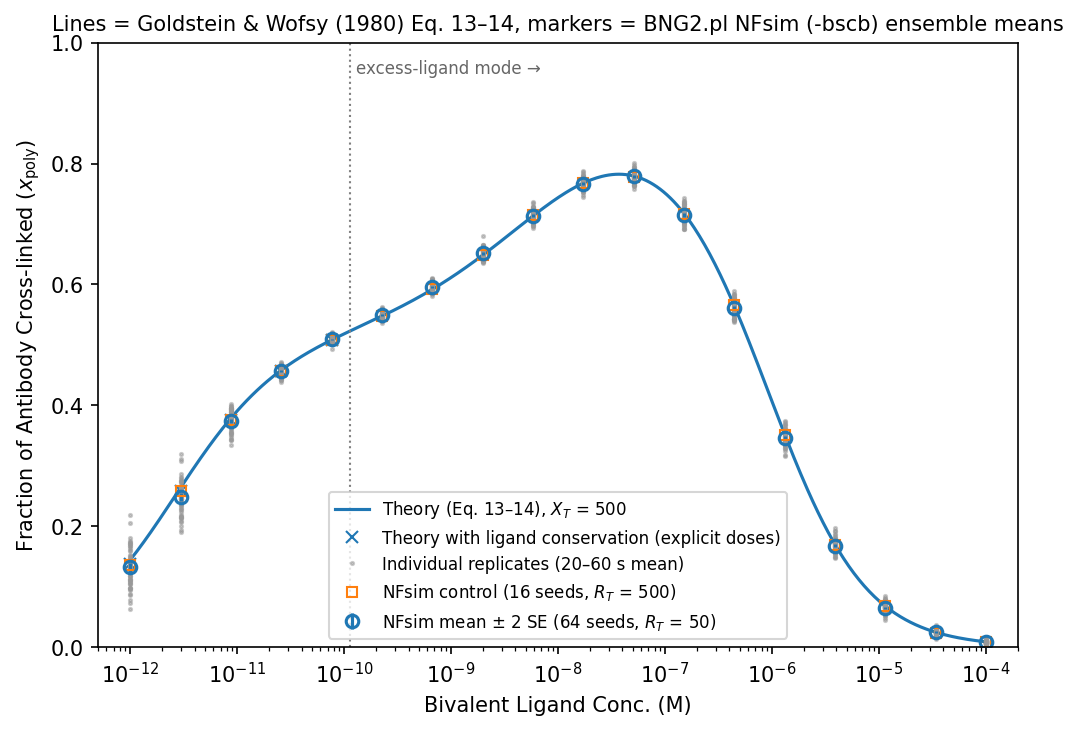 Lines = Goldstein & Wofsy (1980) Eq. 13–14, markers = BNG2.pl NFsim (-bscb) ensemble means
excess-ligand mode →
1.0
0.8
0.6
0.4
0.2
0.0
Fraction of Antibody Cross-linked (x_poly)
Theory (Eq. 13–14), X_T = 500
Theory with ligand conservation (explicit doses)
Individual replicates (20–60 s mean)
NFsim control (16 seeds, R_T = 500)
NFsim mean ± 2 SE (64 seeds, R_T = 50)
10⁻¹² 10⁻¹¹ 10⁻¹⁰ 10⁻⁹ 10⁻⁸ 10⁻⁷ 10⁻⁶ 10⁻⁵ 10⁻⁴
Bivalent Ligand Conc. (M)